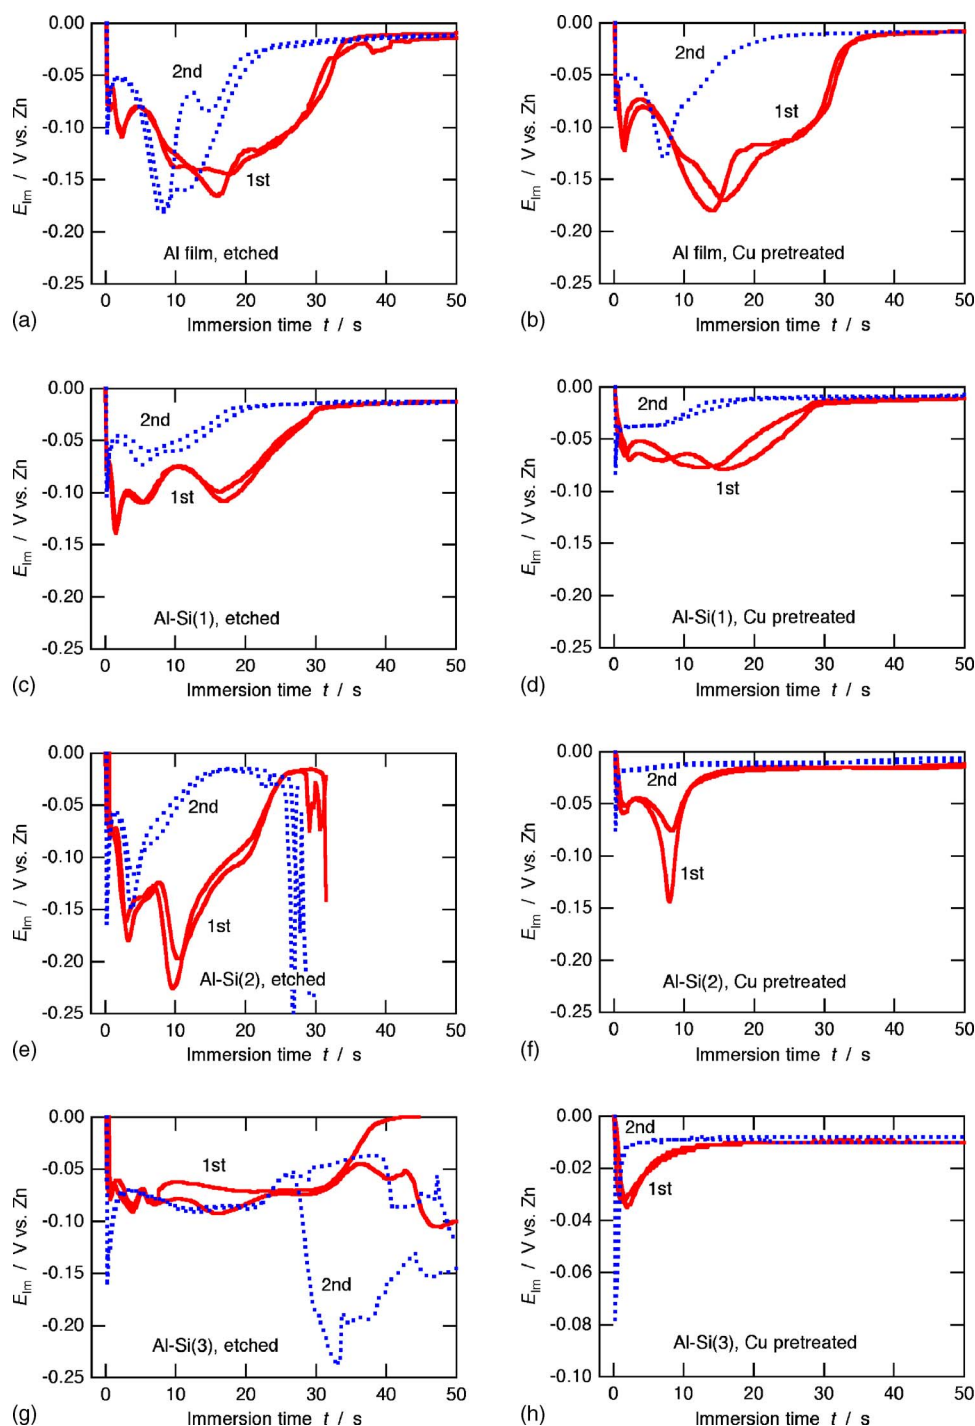 0.00
-0.05
-0.10
-0.15
-0.20
-0.25
E_Im / V vs. Zn
2nd
1st
Al film, etched
0 10 20 30 40 50
(a)
Immersion time t / s
0.00
-0.05
-0.10
-0.15
-0.20
-0.25
E_Im / V vs. Zn
2nd
1st
Al film, Cu pretreated
0 10 20 30 40 50
(b)
Immersion time t / s
0.00
-0.05
-0.10
-0.15
-0.20
-0.25
E_Im / V vs. Zn
2nd
1st
Al-Si(1), etched
0 10 20 30 40 50
(c)
Immersion time t / s
0.00
-0.05
-0.10
-0.15
-0.20
-0.25
E_Im / V vs. Zn
2nd
1st
Al-Si(1), Cu pretreated
0 10 20 30 40 50
(d)
Immersion time t / s
0.00
-0.05
-0.10
-0.15
-0.20
-0.25
E_Im / V vs. Zn
2nd
1st
Al-Si(2), etched
0 10 20 30 40 50
(e)
Immersion time t / s
0.00
-0.05
-0.10
-0.15
-0.20
-0.25
E_Im / V vs. Zn
2nd
1st
Al-Si(2), Cu pretreated
0 10 20 30 40 50
(f)
Immersion time t / s
0.00
-0.05
-0.10
-0.15
-0.20
-0.25
E_Im / V vs. Zn
1st
2nd
Al-Si(3), etched
0 10 20 30 40 50
(g)
Immersion time t / s
0.00
-0.02
-0.04
-0.06
-0.08
-0.10
E_Im / V vs. Zn
2nd
1st
Al-Si(3), Cu pretreated
0 10 20 30 40 50
(h)
Immersion time t / s